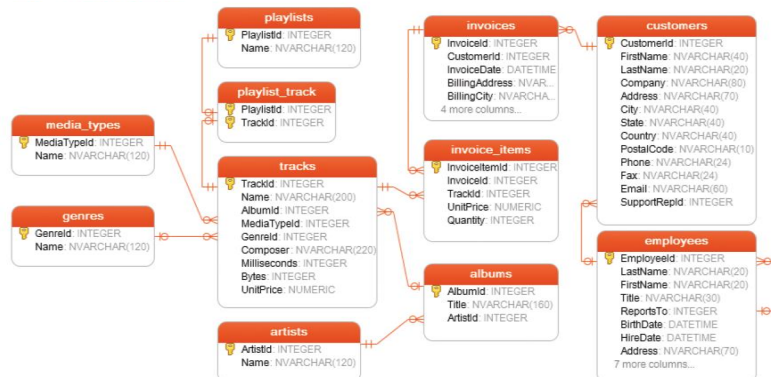 playlists
PlaylistId: INTEGER
Name: NVARCHAR(120)
playlist_track
PlaylistId: INTEGER
TrackId: INTEGER
media_types
MediaTypeId: INTEGER
Name: NVARCHAR(120)
genres
GenreId: INTEGER
Name: NVARCHAR(120)
tracks
TrackId: INTEGER
Name: NVARCHAR(200)
AlbumId: INTEGER
MediaTypeId: INTEGER
GenreId: INTEGER
Composer: NVARCHAR(220)
Milliseconds: INTEGER
Bytes: INTEGER
UnitPrice: NUMERIC
artists
ArtistId: INTEGER
Name: NVARCHAR(120)
invoices
InvoiceId: INTEGER
CustomerId: INTEGER
InvoiceDate: DATETIME
BillingAddress: NVAR...
BillingCity: NVARCHA...
4 more columns...
invoice_items
InvoiceItemId: INTEGER
InvoiceId: INTEGER
TrackId: INTEGER
UnitPrice: NUMERIC
Quantity: INTEGER
albums
AlbumId: INTEGER
Title: NVARCHAR(160)
ArtistId: INTEGER
customers
CustomerId: INTEGER
FirstName: NVARCHAR(40)
LastName: NVARCHAR(20)
Company: NVARCHAR(80)
Address: NVARCHAR(70)
City: NVARCHAR(40)
State: NVARCHAR(40)
Country: NVARCHAR(40)
PostalCode: NVARCHAR(10)
Phone: NVARCHAR(24)
Fax: NVARCHAR(24)
Email: NVARCHAR(60)
SupportRepId: INTEGER
employees
EmployeeId: INTEGER
LastName: NVARCHAR(20)
FirstName: NVARCHAR(20)
Title: NVARCHAR(30)
ReportsTo: INTEGER
BirthDate: DATETIME
HireDate: DATETIME
Address: NVARCHAR(70)
7 more columns...